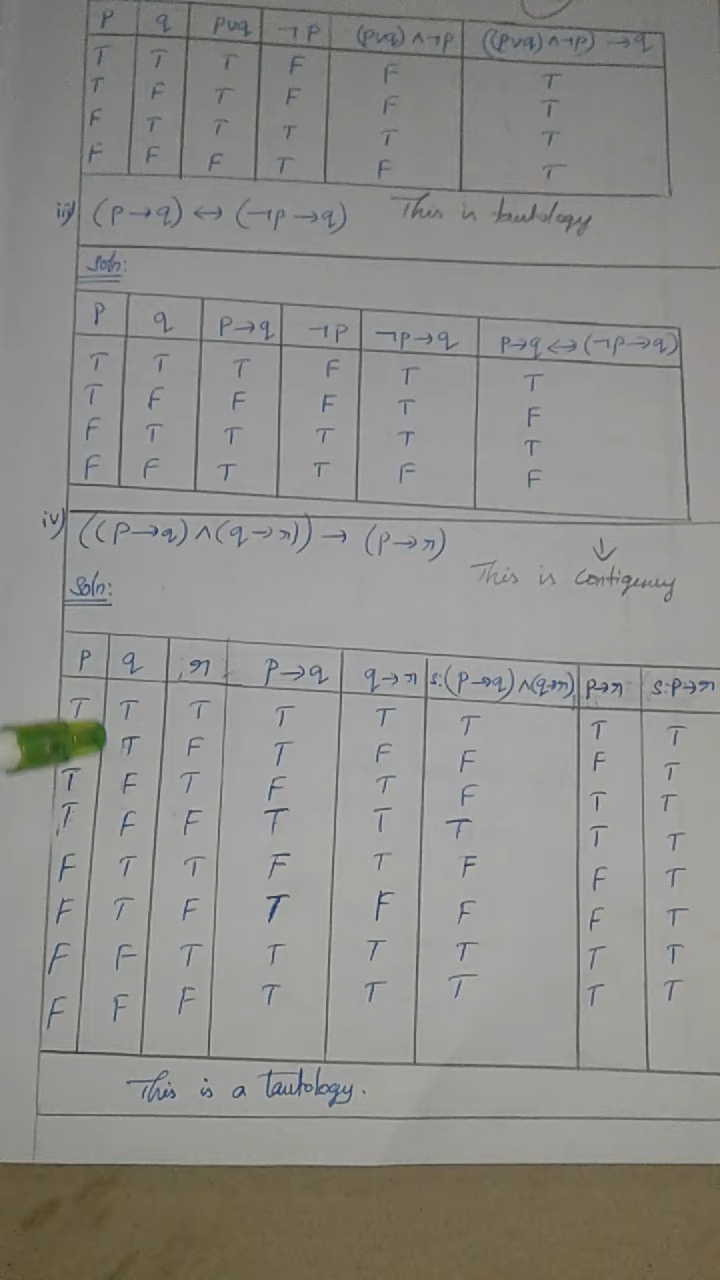 p q p∨q ¬p (p∨q)∧¬p ((p∨q)∧¬p)→q
T T T F F T
T F T F F T
F T T T T T
F F F T F T
iii) (p→q) ↔ (¬p→q) This is tautology
Soln:
p q p→q ¬p ¬p→q p→q↔(¬p→q)
T T T F T T
T F F F T F
F T T T T T
F F T T F F
iv) ((p→q)∧(q→r)) → (p→r)
↓
This is contigency
Soln:
p q r p→q q→r S:(p→q)∧(q→r) p→r S→p→r
T T T T T T T T
T F T F F F T
T F T F T F T T
T F F T T T T T
F T T F T F F T
F T F T F F F T
F F T T T T T T
F F F T T T T T
This is a tautology.